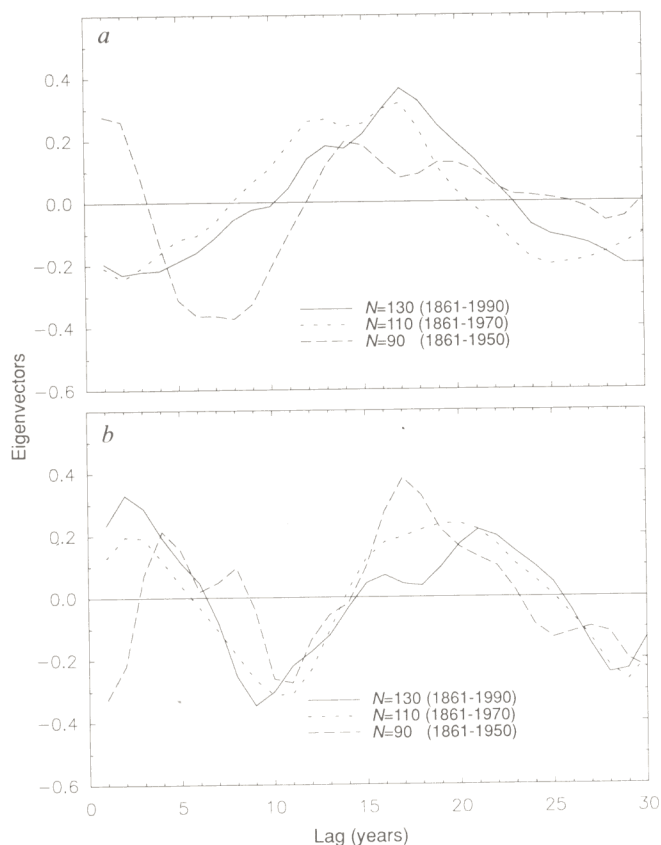 a
0.4
0.2
0.0
−0.2
−0.4
−0.6
N=130 (1861-1990)
N=110 (1861-1970)
N=90 (1861-1950)
Eigenvectors
b
0.4
0.2
0.0
−0.2
−0.4
−0.6
N=130 (1861-1990)
N=110 (1861-1970)
N=90 (1861-1950)
0 5 10 15 20 25 30
Lag (years)